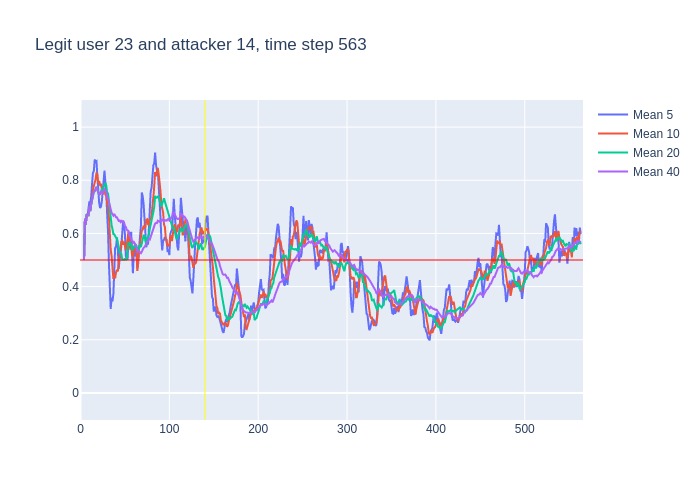 Legit user 23 and attacker 14, time step 563
Mean 5
Mean 10
Mean 20
Mean 40
1
0.8
0.6
0.4
0.2
0
0 100 200 300 400 500